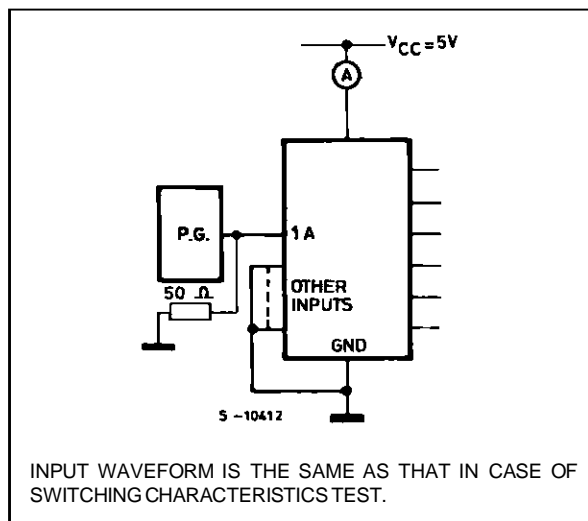 VCC=5V
A
P.G.
1A
50 Ω
OTHER
INPUTS
GND
S-10412
INPUT WAVEFORM IS THE SAME AS THAT IN CASE OF
SWITCHING CHARACTERISTICS TEST.